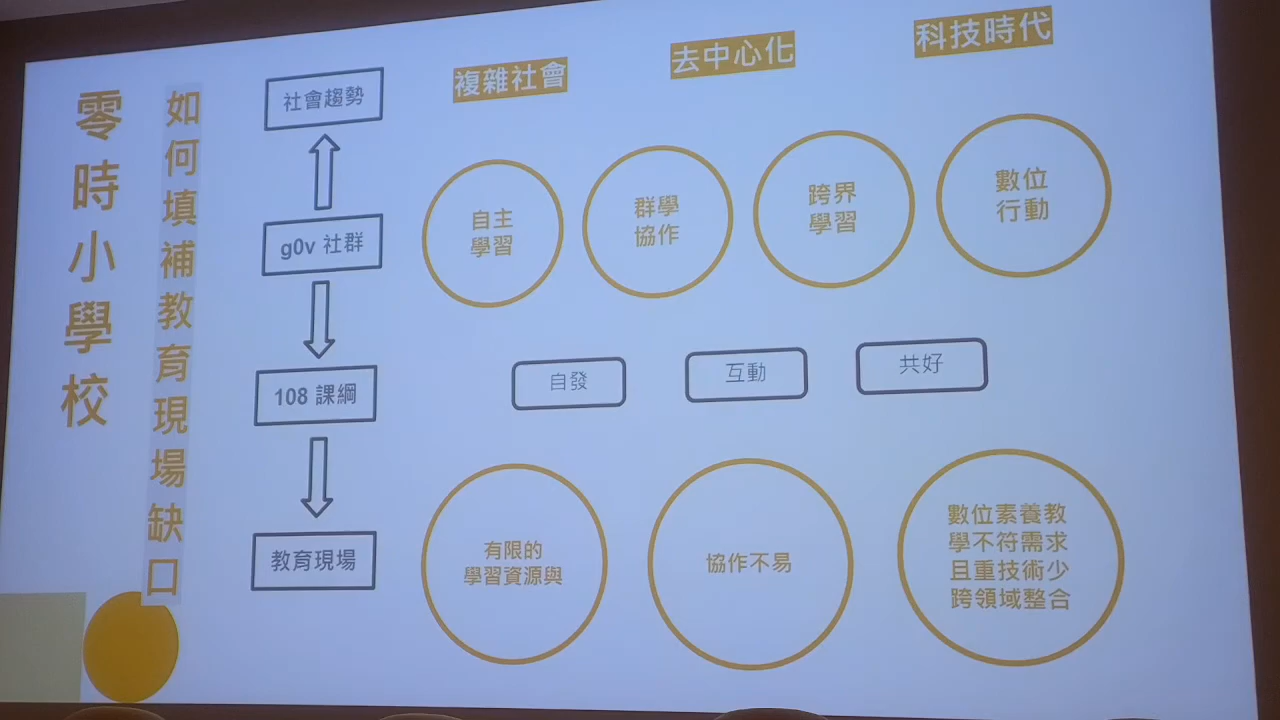 零時小學校
如何填補教育現場缺口
社會趨勢
g0v 社群
108 課綱
教育現場
複雜社會
去中心化
科技時代
自主
學習
群學
協作
跨界
學習
數位
行動
自發
互動
共好
有限的
學習資源與
協作不易
數位素養教
學不符需求
且重技術少
跨領域整合